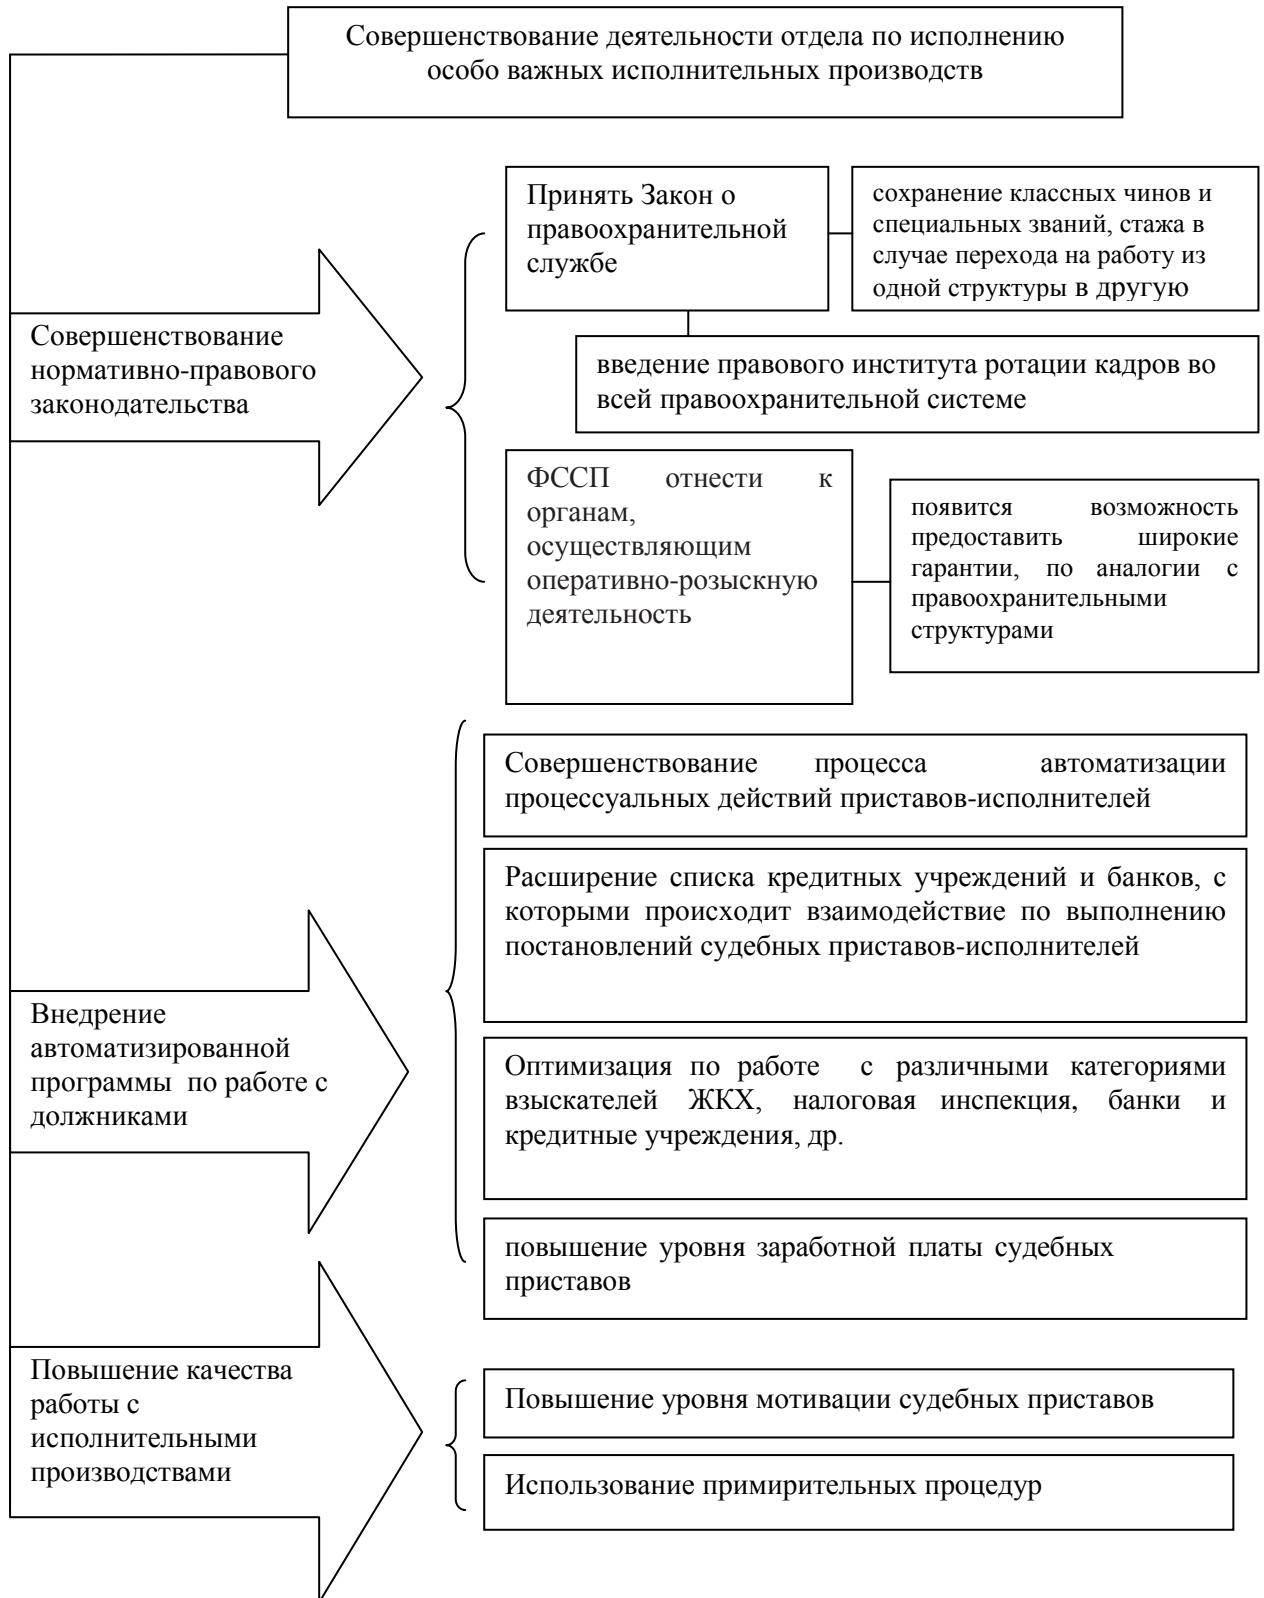 Совершенствование деятельности отдела по исполнению
особо важных исполнительных производств
Принять Закон о
правоохранительной
службе
сохранение классных чинов и
специальных званий, стажа в
случае перехода на работу из
одной структуры в другую
Совершенствование
нормативно-правового
законодательства
введение правового института ротации кадров во
всей правоохранительной системе
ФССП отнести к
органам,
осуществляющим
оперативно-розыскную
деятельность
появится возможность
предоставить широкие
гарантии, по аналогии с
правоохранительными
структурами
Внедрение
автоматизированной
программы по работе с
должниками
Совершенствование процесса автоматизации
процессуальных действий приставов-исполнителей
Расширение списка кредитных учреждений и банков, с
которыми происходит взаимодействие по выполнению
постановлений судебных приставов-исполнителей
Оптимизация по работе с различными категориями
взыскателей ЖКХ, налоговая инспекция, банки и
кредитные учреждения, др.
повышение уровня заработной платы судебных
приставов
Повышение качества
работы с
исполнительными
производствами
Повышение уровня мотивации судебных приставов
Использование примирительных процедур